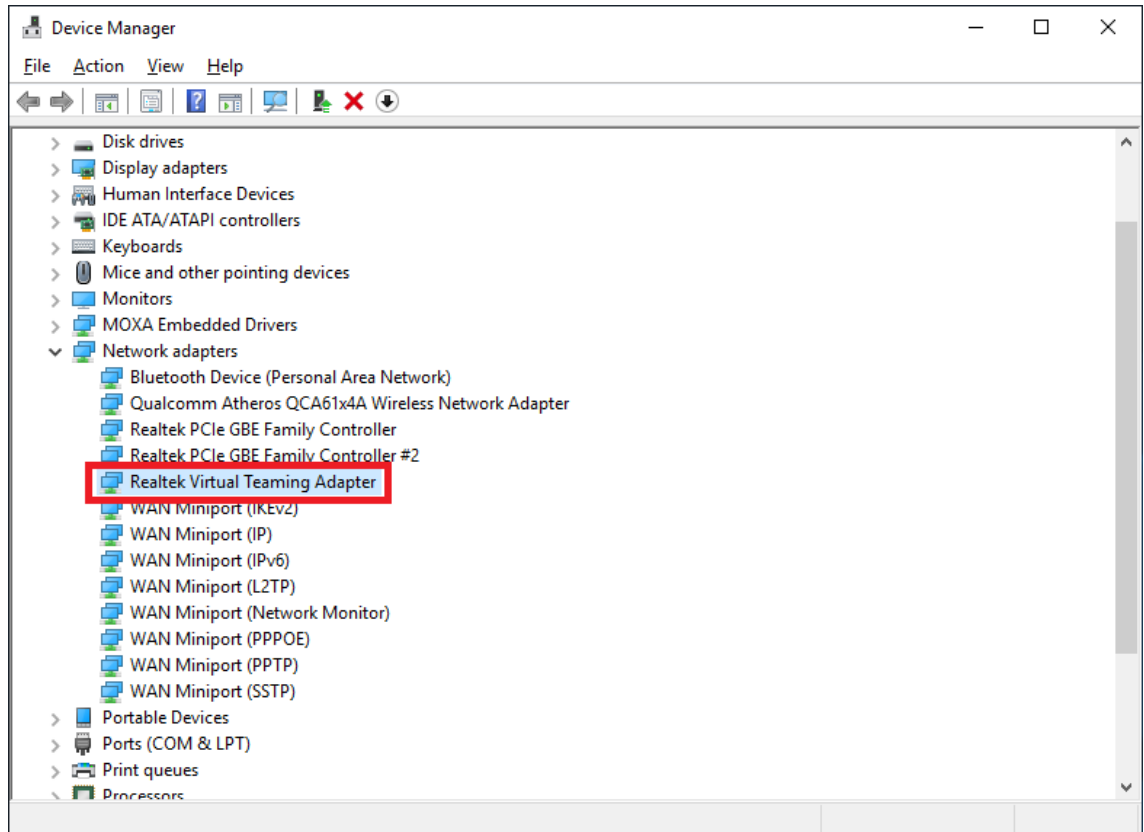 Device Manager
File Action View Help
Disk drives
Display adapters
Human Interface Devices
IDE ATA/ATAPI controllers
Keyboards
Mice and other pointing devices
Monitors
MOXA Embedded Drivers
Network adapters
Bluetooth Device (Personal Area Network)
Qualcomm Atheros QCA61x4A Wireless Network Adapter
Realtek PCIe GBE Family Controller
Realtek PCIe GBE Family Controller #2
Realtek Virtual Teaming Adapter
WAN Miniport (IKEv2)
WAN Miniport (IP)
WAN Miniport (IPv6)
WAN Miniport (L2TP)
WAN Miniport (Network Monitor)
WAN Miniport (PPPOE)
WAN Miniport (PPTP)
WAN Miniport (SSTP)
Portable Devices
Ports (COM & LPT)
Print queues
Processors